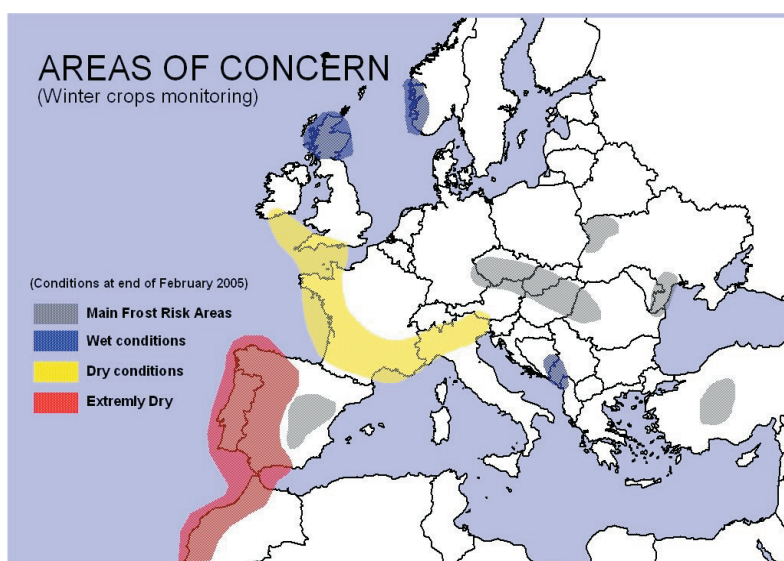 AREAS OF CONCERN
(Winter crops monitoring)
(Conditions at end of February 2005)
Main Frost Risk Areas
Wet conditions
Dry conditions
Extremly Dry